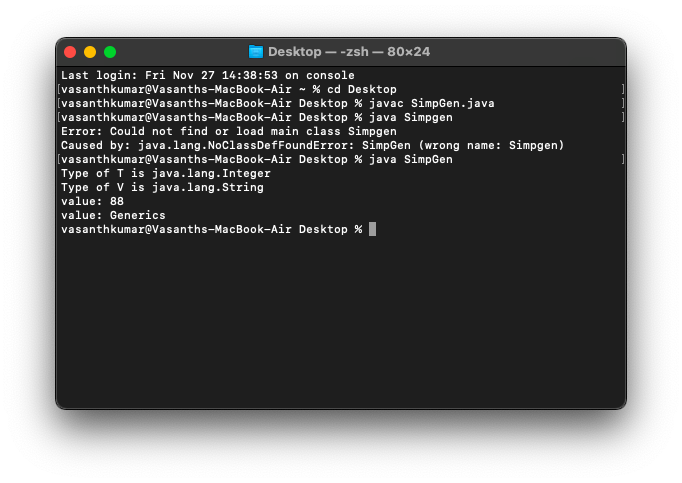 Desktop — -zsh — 80×24
Last login: Fri Nov 27 14:38:53 on console
[vasanthkumar@Vasanths-MacBook-Air ~ % cd Desktop ]
[vasanthkumar@Vasanths-MacBook-Air Desktop % javac SimpGen.java ]
[vasanthkumar@Vasanths-MacBook-Air Desktop % java Simpgen ]
Error: Could not find or load main class Simpgen
Caused by: java.lang.NoClassDefFoundError: SimpGen (wrong name: Simpgen)
[vasanthkumar@Vasanths-MacBook-Air Desktop % java SimpGen ]
Type of T is java.lang.Integer
Type of V is java.lang.String
value: 88
value: Generics
vasanthkumar@Vasanths-MacBook-Air Desktop %